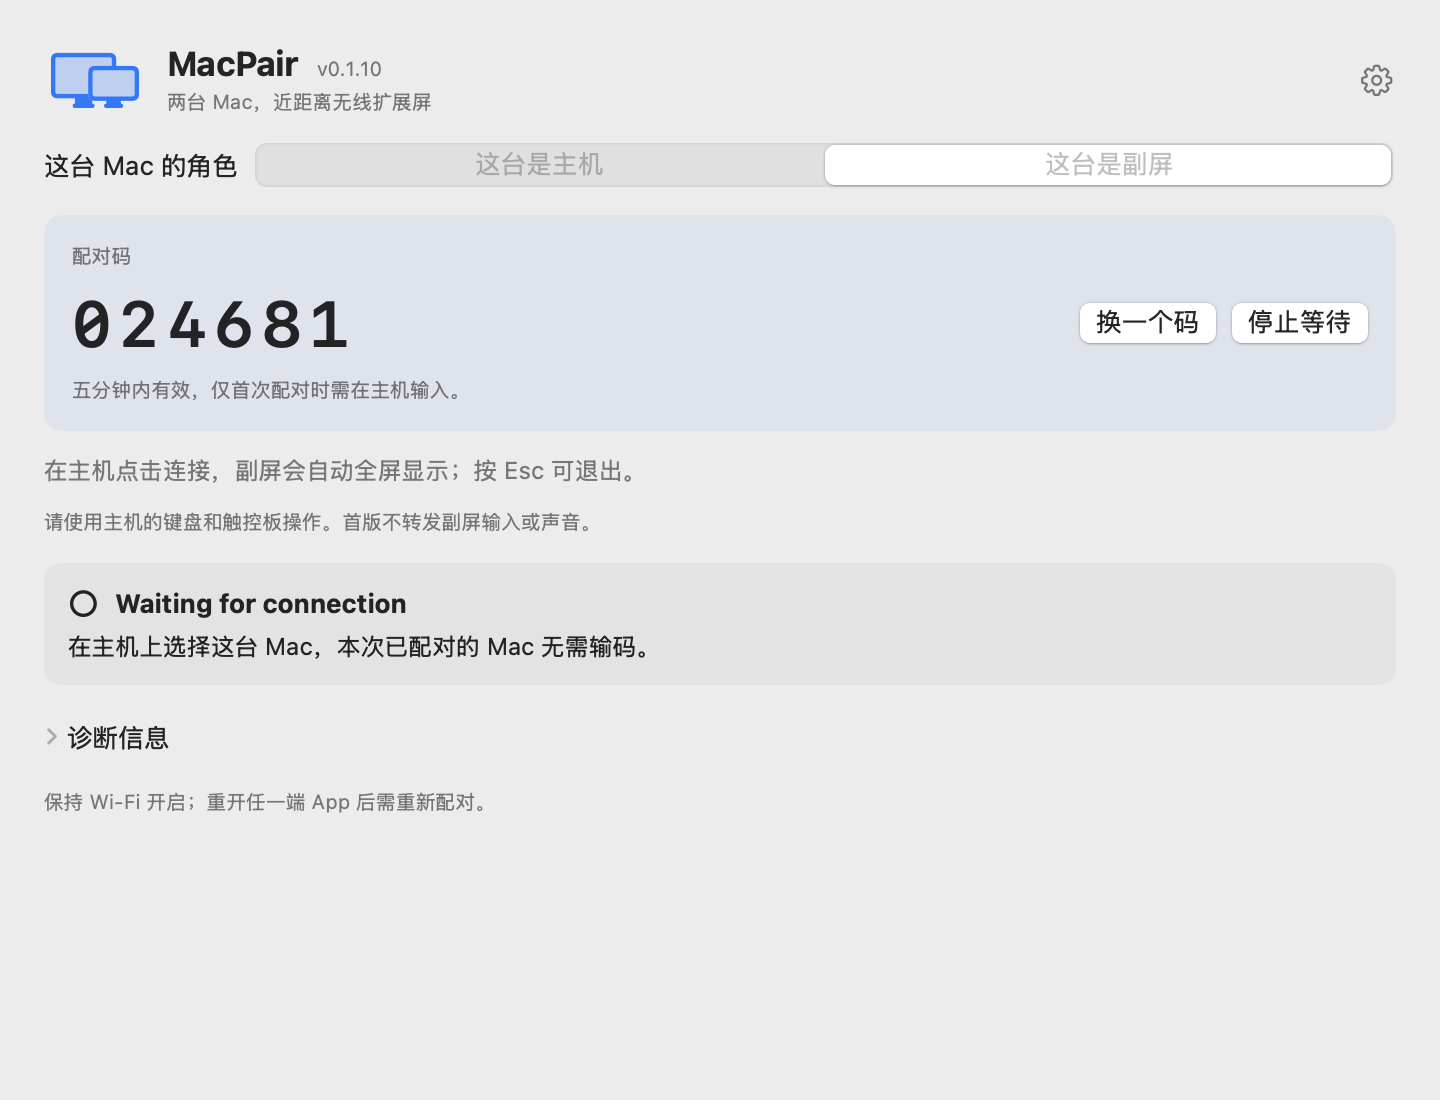 MacPair v0.1.10
两台 Mac，近距离无线扩展屏
这台 Mac 的角色 这台是主机 这台是副屏
配对码
024681
换一个码 停止等待
五分钟内有效，仅首次配对时需在主机输入。
在主机点击连接，副屏会自动全屏显示；按 Esc 可退出。
请使用主机的键盘和触控板操作。首版不转发副屏输入或声音。
Waiting for connection
在主机上选择这台 Mac，本次已配对的 Mac 无需输码。
诊断信息
保持 Wi-Fi 开启；重开任一端 App 后需重新配对。